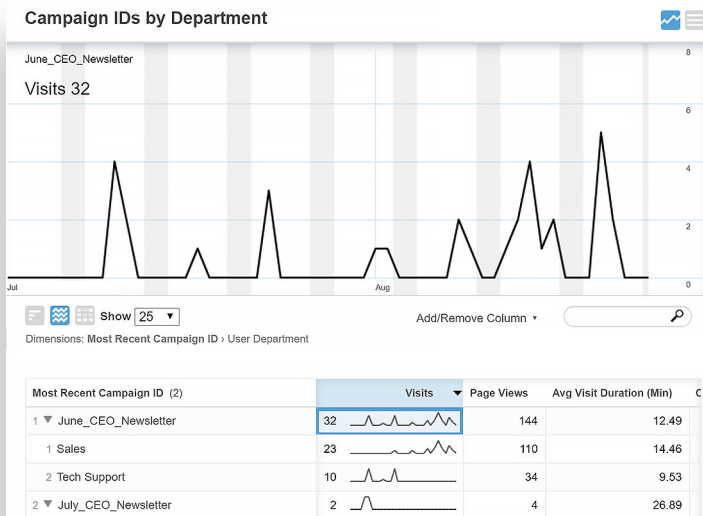 Campaign IDs by Department
8
June_CEO_Newsletter
Visits 32
6
4
2
0
Jul Aug
Show 25 Add/Remove Column
Dimensions: Most Recent Campaign ID › User Department
Most Recent Campaign ID (2) Visits Page Views Avg Visit Duration (Min) C
1 June_CEO_Newsletter 32 144 12.49
1 Sales 23 110 14.46
2 Tech Support 10 34 9.53
2 July_CEO_Newsletter 2 4 26.89